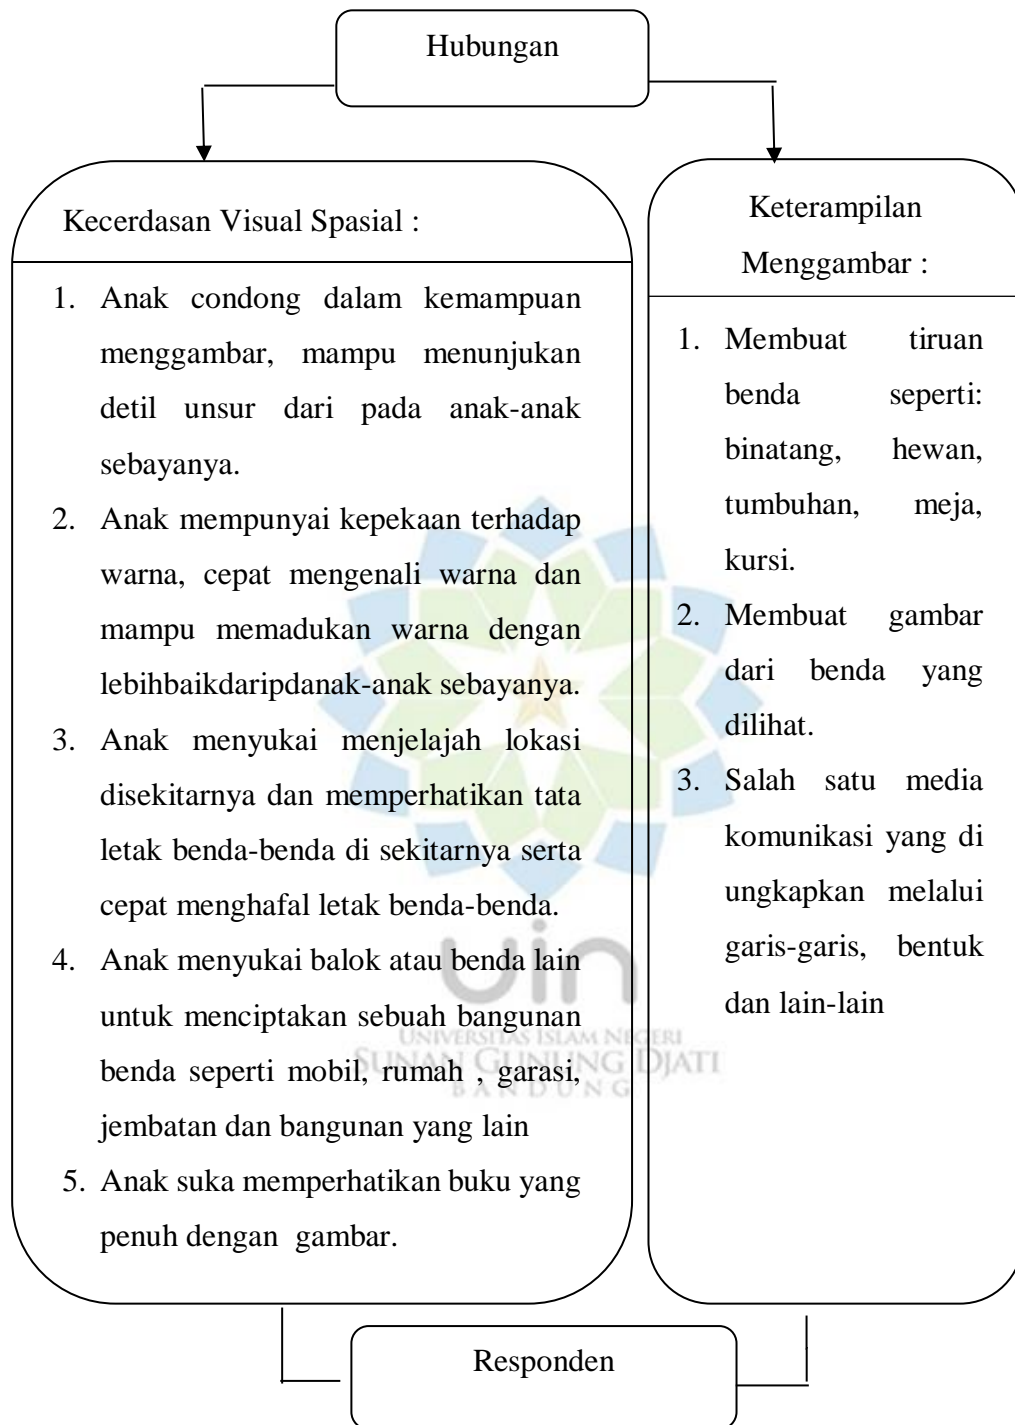 Hubungan
Kecerdasan Visual Spasial :
1. Anak condong dalam kemampuan
menggambar, mampu menunjukan
detil unsur dari pada anak-anak
sebayanya.
2. Anak mempunyai kepekaan terhadap
warna, cepat mengenali warna dan
mampu memadukan warna dengan
lebihbaikdaripdanak-anak sebayanya.
3. Anak menyukai menjelajah lokasi
disekitarnya dan memperhatikan tata
letak benda-benda di sekitarnya serta
cepat menghafal letak benda-benda.
4. Anak menyukai balok atau benda lain
untuk menciptakan sebuah bangunan
benda seperti mobil, rumah , garasi,
jembatan dan bangunan yang lain
5. Anak suka memperhatikan buku yang
penuh dengan gambar.
Keterampilan
Menggambar :
1. Membuat tiruan
benda seperti:
binatang, hewan,
tumbuhan, meja,
kursi.
2. Membuat gambar
dari benda yang
dilihat.
3. Salah satu media
komunikasi yang di
ungkapkan melalui
garis-garis, bentuk
dan lain-lain
uin
UNIVERSITAS ISLAM NEGERI
SUNAN GUNUNG DJATI
BANDUNG
Responden